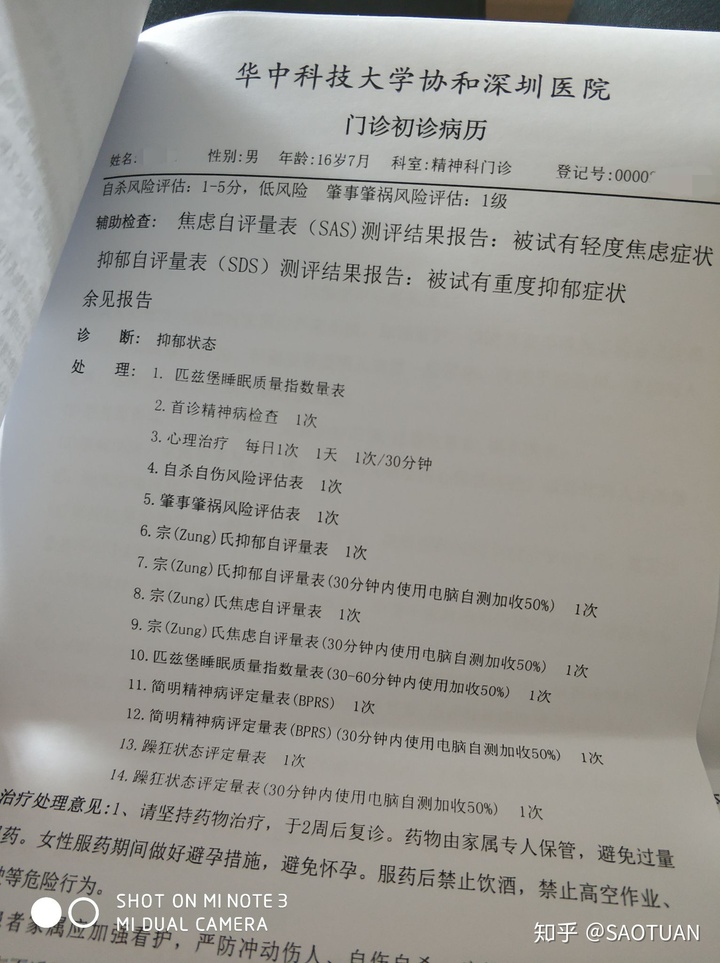 华中科技大学协和深圳医院
门诊初诊病历
姓名: 性别:男 年龄:16岁7月 科室:精神科门诊 登记号:0000
自杀风险评估: 1-5分, 低风险 肇事肇祸风险评估: 1级
辅助检查: 焦虑自评量表 (SAS)测评结果报告: 被试有轻度焦虑症状
抑郁自评量表 (SDS) 测评结果报告: 被试有重度抑郁症状
余见报告
诊 断: 抑郁状态
处 理: 1. 匹兹堡睡眠质量指数量表
2.首诊精神病检查 1次
3.心理治疗 每日1次 1天 1次/30分钟
4.自杀自伤风险评估表 1次
5.肇事肇祸风险评估表 1次
6.宗(Zung)氏抑郁自评量表 1次
7.宗(Zung)氏抑郁自评量表(30分钟内使用电脑自测加收50%) 1次
8.宗(Zung)氏焦虑自评量表 1次
9.宗(Zung)氏焦虑自评量表(30分钟内使用电脑自测加收50%) 1次
10.匹兹堡睡眠质量指数量表(30-60分钟内使用加收50%) 1次
11.简明精神病评定量表(BPRS) 1次
12.简明精神病评定量表(BPRS)(30分钟内使用电脑自测加收50%) 1次
13.躁狂状态评定量表 1次
14.躁狂状态评定量表(30分钟内使用电脑自测加收50%) 1次
治疗处理意见:1、请坚持药物治疗, 于2周后复诊。药物由家属专人保管, 避免过量
药。女性服药期间做好避孕措施, 避免怀孕。服药后禁止饮酒, 禁止高空作业、
等危险行为。
者家属应加强看护, 严防冲动伤人、自伤自杀
SHOT ON MI NOTE 3
MI DUAL CAMERA
知乎 @SAOTUAN